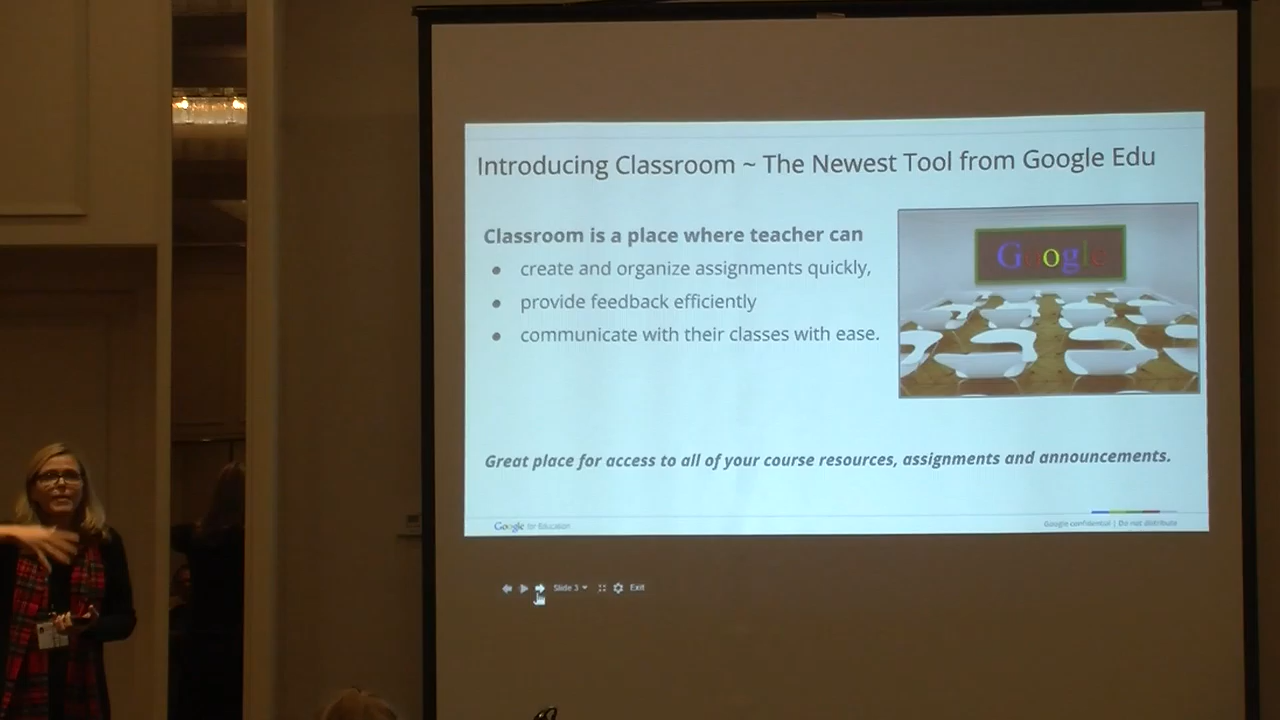 Introducing Classroom ~ The Newest Tool from Google Edu
Classroom is a place where teacher can
Google
● create and organize assignments quickly,
● provide feedback efficiently
● communicate with their classes with ease.
Great place for access to all of your course resources, assignments and announcements.
Google for Education
Google confidential | Do not distribute
Slide 3
Exit